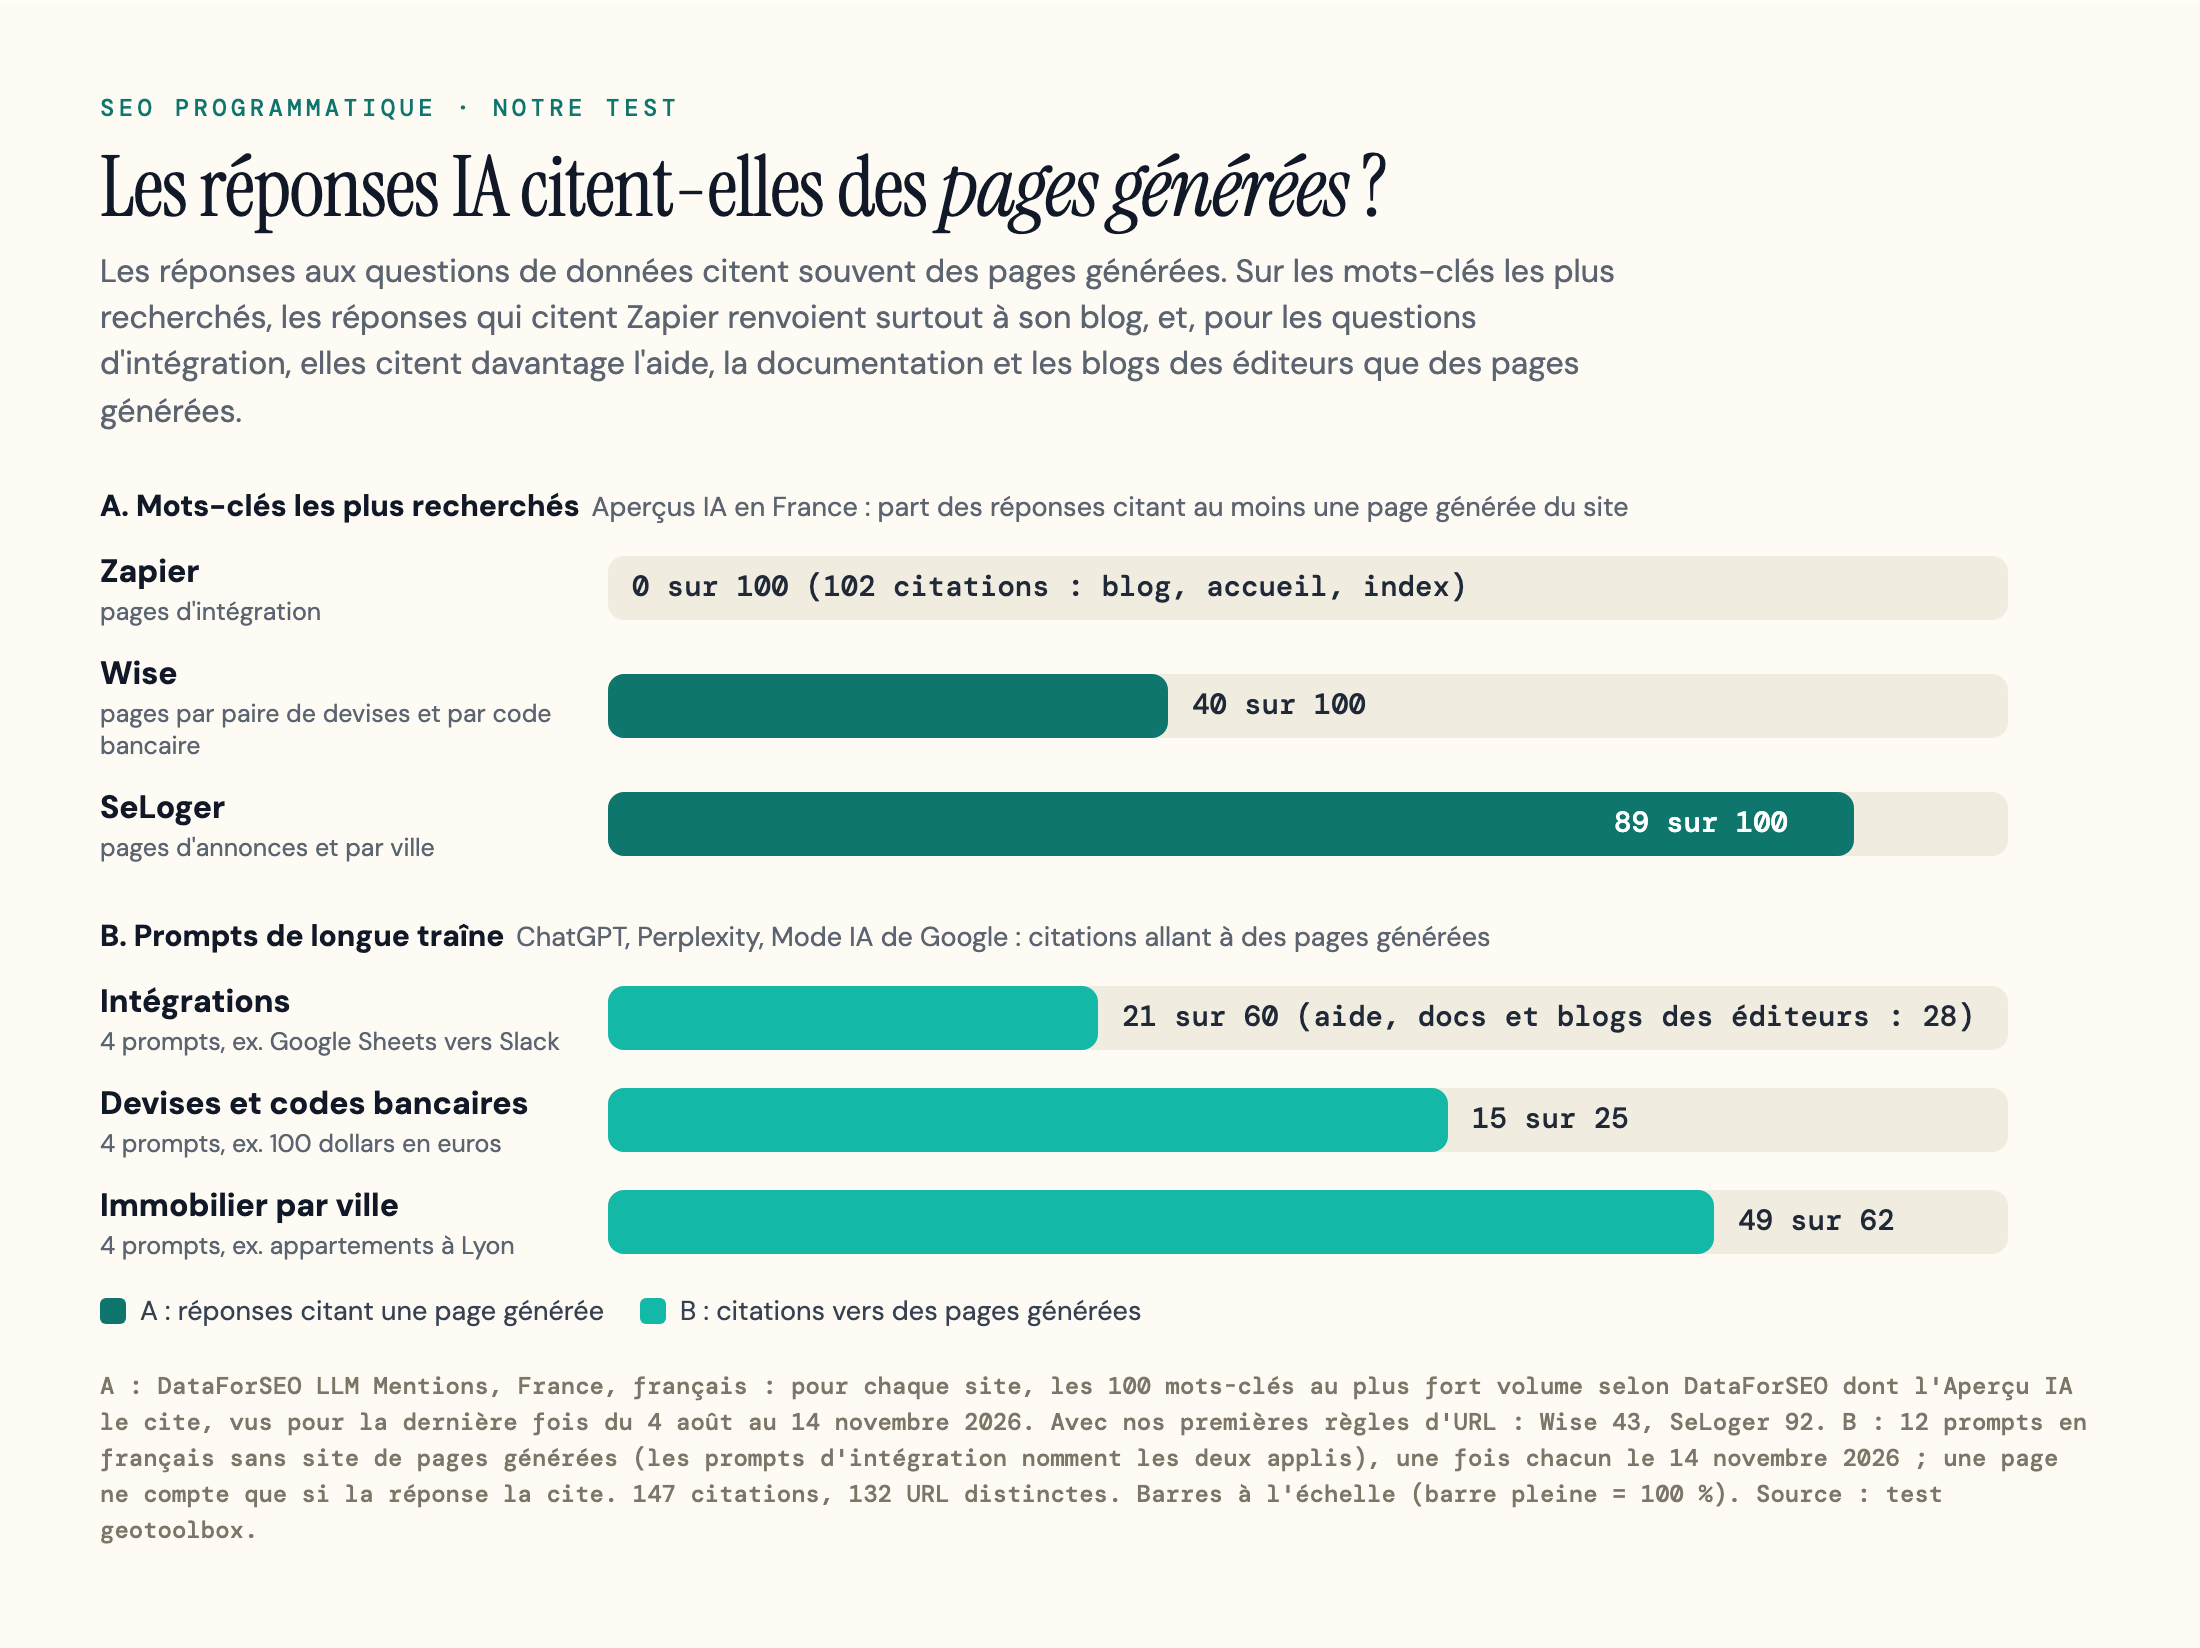 SEO PROGRAMMATIQUE · NOTRE TEST
Les réponses IA citent-elles des pages générées ?
Les réponses aux questions de données citent souvent des pages générées. Sur les mots-clés les plus
recherchés, les réponses qui citent Zapier renvoient surtout à son blog, et, pour les questions
d'intégration, elles citent davantage l'aide, la documentation et les blogs des éditeurs que des pages
générées.
A. Mots-clés les plus recherchés Aperçus IA en France : part des réponses citant au moins une page générée du site
Zapier
pages d'intégration
0 sur 100 (102 citations : blog, accueil, index)
Wise
pages par paire de devises et par code
bancaire
40 sur 100
SeLoger
pages d'annonces et par ville
89 sur 100
B. Prompts de longue traîne ChatGPT, Perplexity, Mode IA de Google : citations allant à des pages générées
Intégrations
4 prompts, ex. Google Sheets vers Slack
21 sur 60 (aide, docs et blogs des éditeurs : 28)
Devises et codes bancaires
4 prompts, ex. 100 dollars en euros
15 sur 25
Immobilier par ville
4 prompts, ex. appartements à Lyon
49 sur 62
A : réponses citant une page générée
B : citations vers des pages générées
A : DataForSEO LLM Mentions, France, français : pour chaque site, les 100 mots-clés au plus fort volume selon DataForSEO dont l'Aperçu IA
le cite, vus pour la dernière fois du 4 août au 14 novembre 2026. Avec nos premières règles d'URL : Wise 43, SeLoger 92. B : 12 prompts en
français sans site de pages générées (les prompts d'intégration nomment les deux applis), une fois chacun le 14 novembre 2026 ; une page
ne compte que si la réponse la cite. 147 citations, 132 URL distinctes. Barres à l'échelle (barre pleine = 100 %). Source : test
geotoolbox.